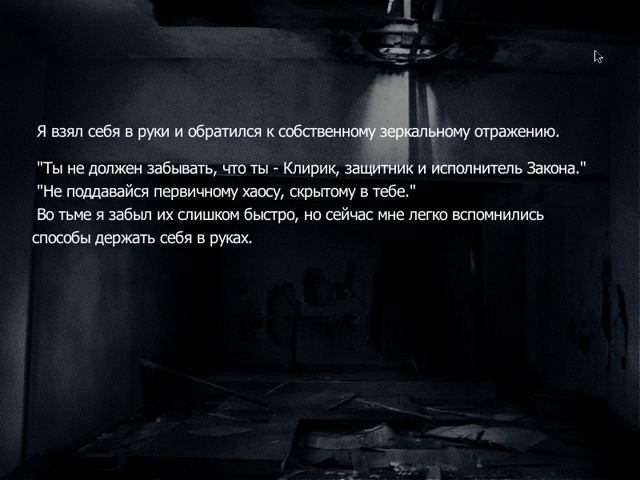 Я взял себя в руки и обратился к собственному зеркальному отражению.
"Ты не должен забывать, что ты - Клирик, защитник и исполнитель Закона."
"Не поддавайся первичному хаосу, скрытому в тебе."
Во тьме я забыл их слишком быстро, но сейчас мне легко вспомнились
способы держать себя в руках.